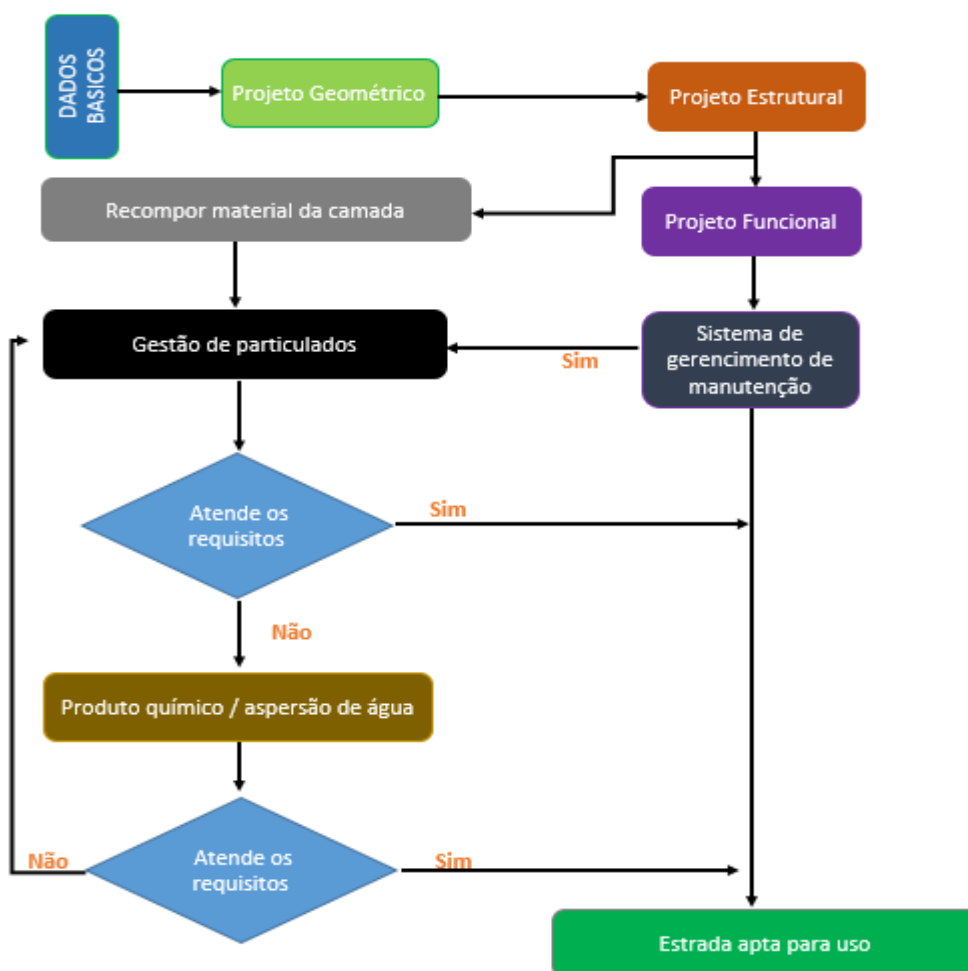 DADOS
BASICOS
Projeto Geométrico
Projeto Estrutural
Recompor material da camada
Projeto Funcional
Gestão de particulados
Sim
Sistema de
gerencimento de
manutenção
Atende os
requisitos
Sim
Não
Produto químico / aspersão de água
Não
Atende os
requisitos
Sim
Estrada apta para uso